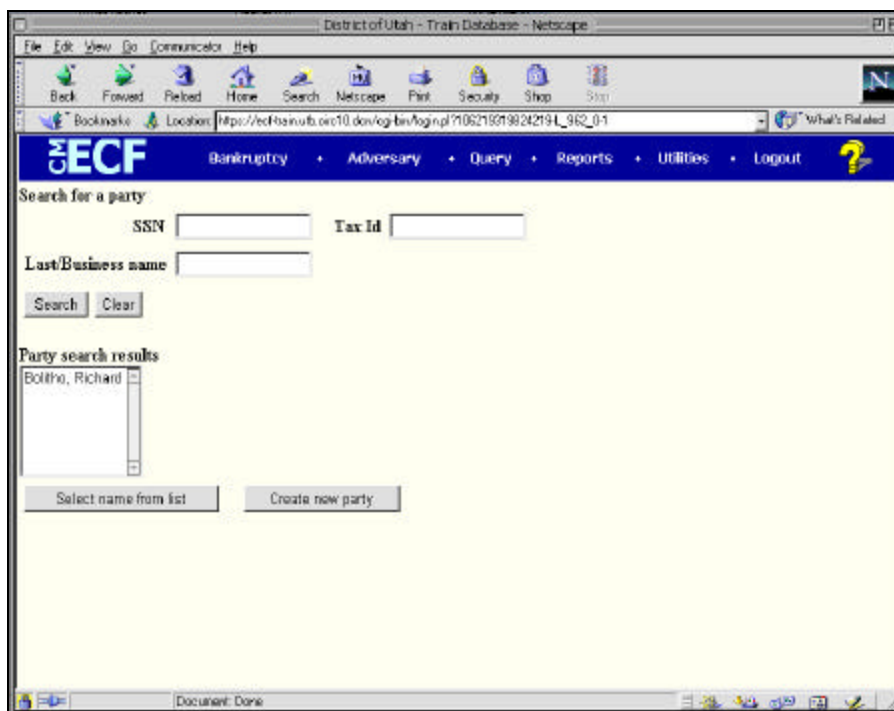 District of Utah - Train Database - Netscape
File Edit View Go Communicator Help
Back Forward Reload Home Search Netscape Print Security Shop Stop
Bookmarks Location: What's Related
CM ECF Bankruptcy • Adversary • Query • Reports • Utilities • Logout ?
Search for a party
SSN Tax Id
Last/Business name
Search Clear
Party search results
Bolitho, Richard
Select name from list Create new party
Document: Done